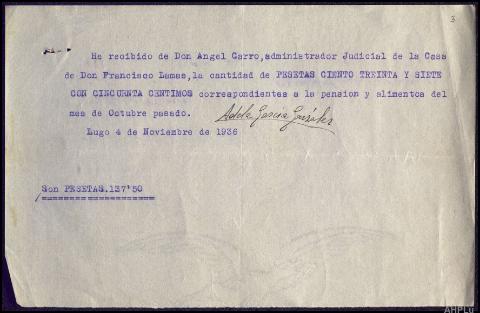 3
He recibido de Don Angel Carro,administrador Judicial de la Casa
de Don Francisco Lamas,la cantidad de PESETAS CIENTO TREINTA Y SIETE
CON CINCUENTA CENTIMOS correspondientes a la pension y alimentos del
mes de Octubre pasado. Adela Garcia González
Lugo 4 de Noviembre de 1936
Son PESETAS.137'50
AHPLu